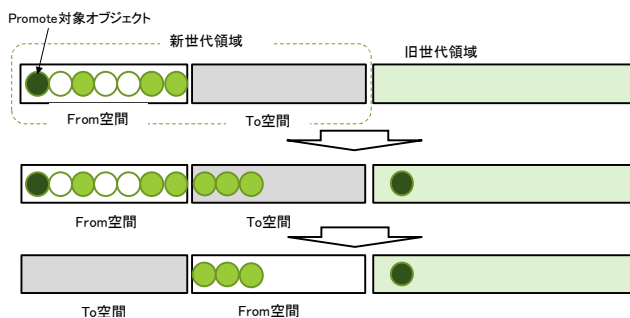 Promote対象オブジェクト
新世代領域
旧世代領域
From空間
To空間
From空間
To空間
To空間
From空間